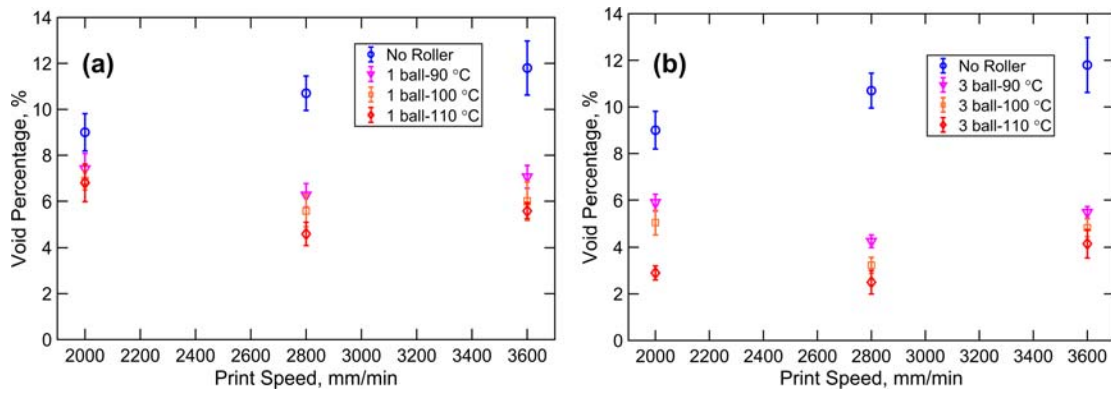 14
12
10
8
6
4
2
0
Void Percentage, %
(a)
No Roller
1 ball-90 °C
1 ball-100 °C
1 ball-110 °C
2000 2200 2400 2600 2800 3000 3200 3400 3600
Print Speed, mm/min
14
12
10
8
6
4
2
0
Void Percentage, %
(b)
No Roller
3 ball-90 °C
3 ball-100 °C
3 ball-110 °C
2000 2200 2400 2600 2800 3000 3200 3400 3600
Print Speed, mm/min